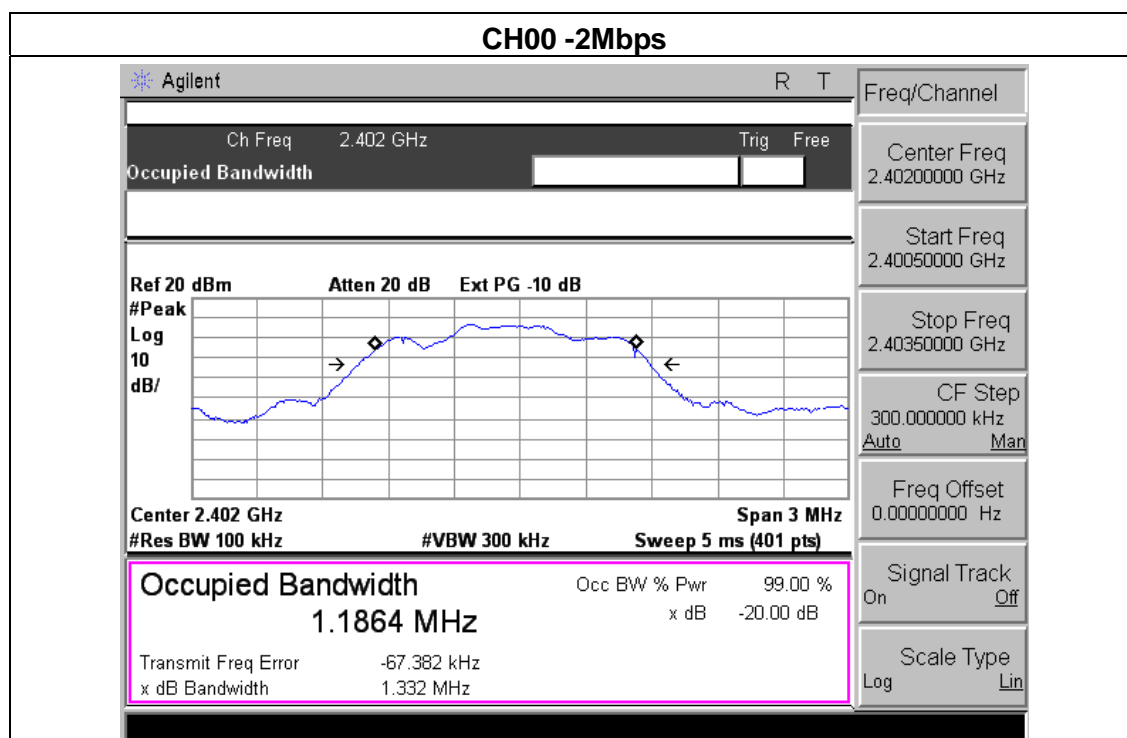 CH00 -2Mbps
Agilent R T
Ch Freq 2.402 GHz Trig Free
Occupied Bandwidth
Ref 20 dBm Atten 20 dB Ext PG -10 dB
#Peak
Log
10
dB/
Center 2.402 GHz Span 3 MHz
#Res BW 100 kHz #VBW 300 kHz Sweep 5 ms (401 pts)
Occupied Bandwidth Occ BW % Pwr 99.00 %
1.1864 MHz x dB -20.00 dB
Transmit Freq Error -67.382 kHz
x dB Bandwidth 1.332 MHz
Freq/Channel
Center Freq
2.40200000 GHz
Start Freq
2.40050000 GHz
Stop Freq
2.40350000 GHz
CF Step
300.000000 kHz
Auto Man
Freq Offset
0.00000000 Hz
Signal Track
On Off
Scale Type
Log Lin